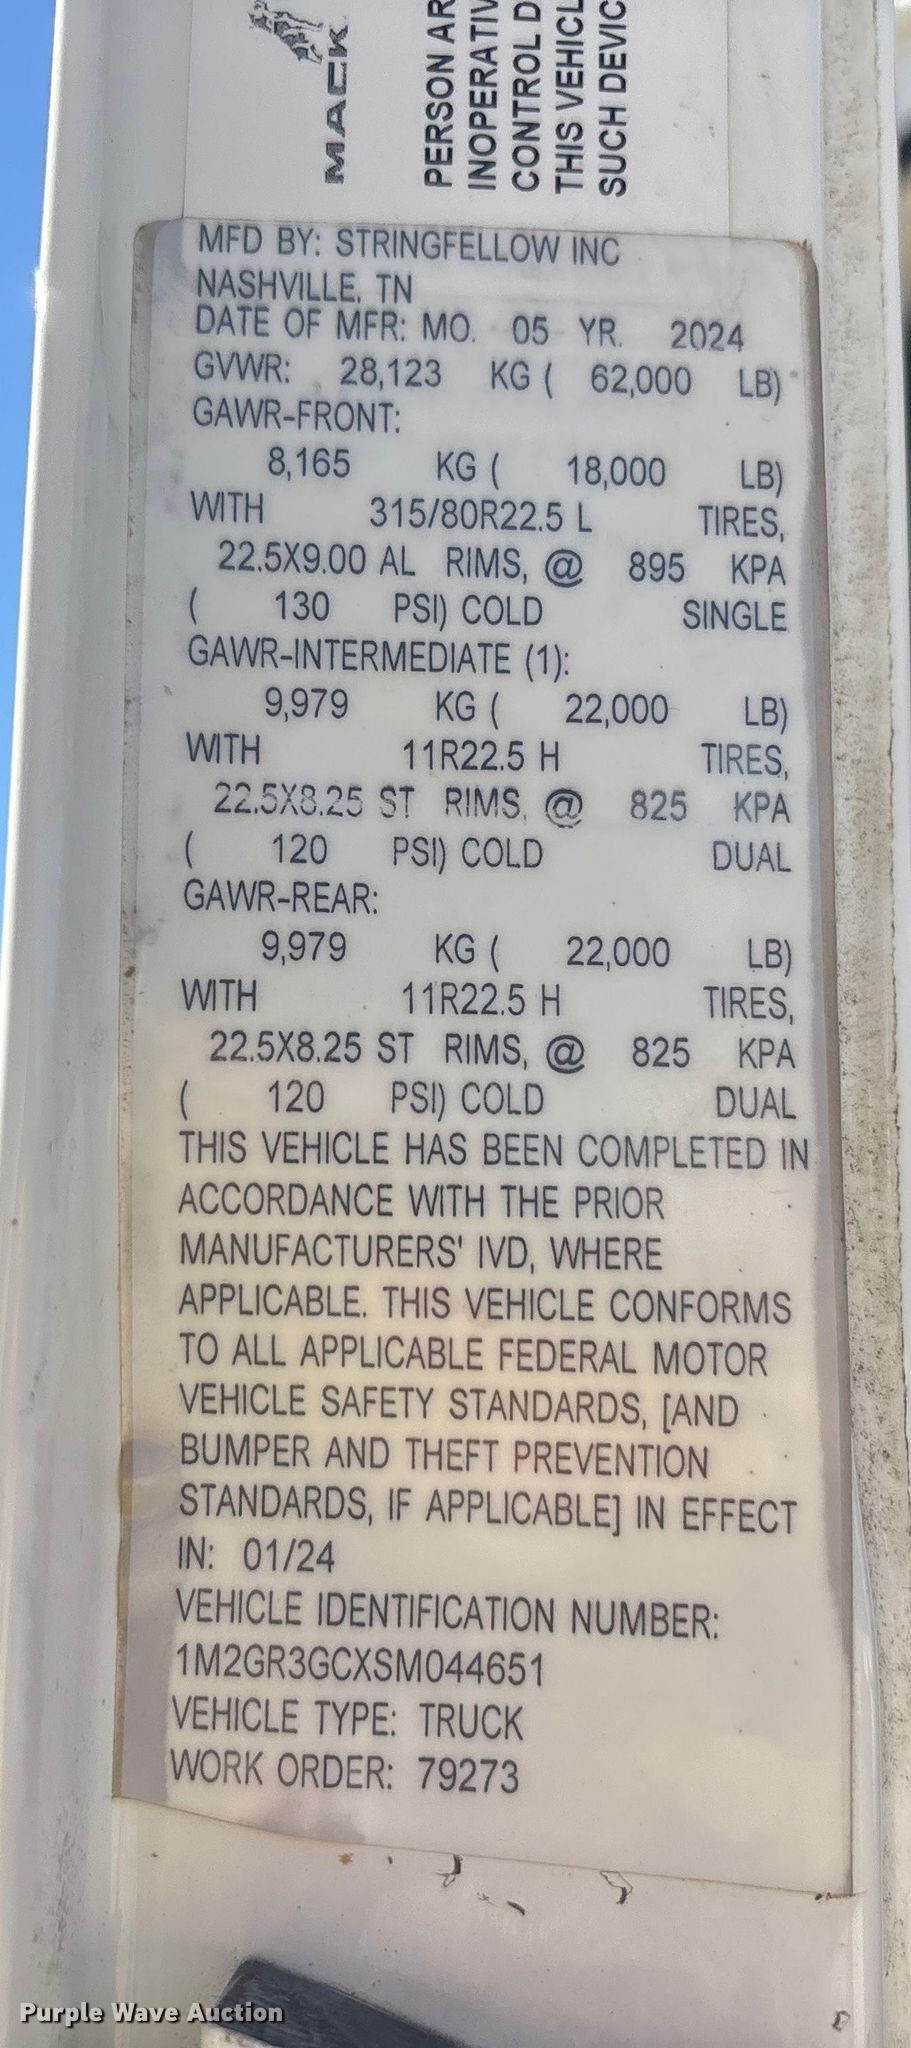 MACK
PERSON AR
INOPERATIV
CONTROL D
THIS VEHICL
SUCH DEVIC
MFD BY: STRINGFELLOW INC
NASHVILLE, TN
DATE OF MFR: MO. 05 YR. 2024
GVWR: 28,123 KG ( 62,000 LB)
GAWR-FRONT:
8,165 KG ( 18,000 LB)
WITH 315/80R22.5 L TIRES,
22.5X9.00 AL RIMS, @ 895 KPA
( 130 PSI) COLD SINGLE
GAWR-INTERMEDIATE (1):
9,979 KG ( 22,000 LB)
WITH 11R22.5 H TIRES,
22.5X8.25 ST RIMS, @ 825 KPA
( 120 PSI) COLD DUAL
GAWR-REAR:
9,979 KG ( 22,000 LB)
WITH 11R22.5 H TIRES,
22.5X8.25 ST RIMS, @ 825 KPA
( 120 PSI) COLD DUAL
THIS VEHICLE HAS BEEN COMPLETED IN
ACCORDANCE WITH THE PRIOR
MANUFACTURERS' IVD, WHERE
APPLICABLE. THIS VEHICLE CONFORMS
TO ALL APPLICABLE FEDERAL MOTOR
VEHICLE SAFETY STANDARDS, [AND
BUMPER AND THEFT PREVENTION
STANDARDS, IF APPLICABLE] IN EFFECT
IN: 01/24
VEHICLE IDENTIFICATION NUMBER:
1M2GR3GCXSM044651
VEHICLE TYPE: TRUCK
WORK ORDER: 79273
Purple Wave Auction